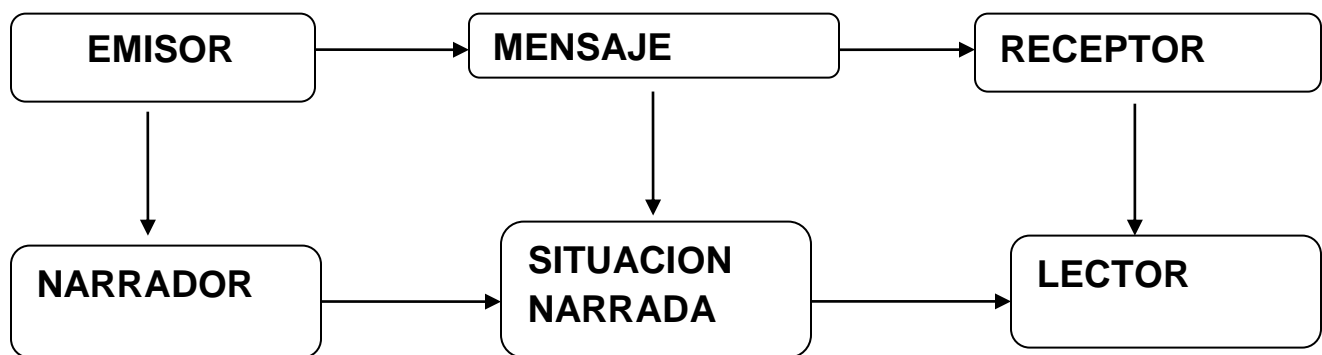 EMISOR
MENSAJE
RECEPTOR
NARRADOR
SITUACION
NARRADA
LECTOR